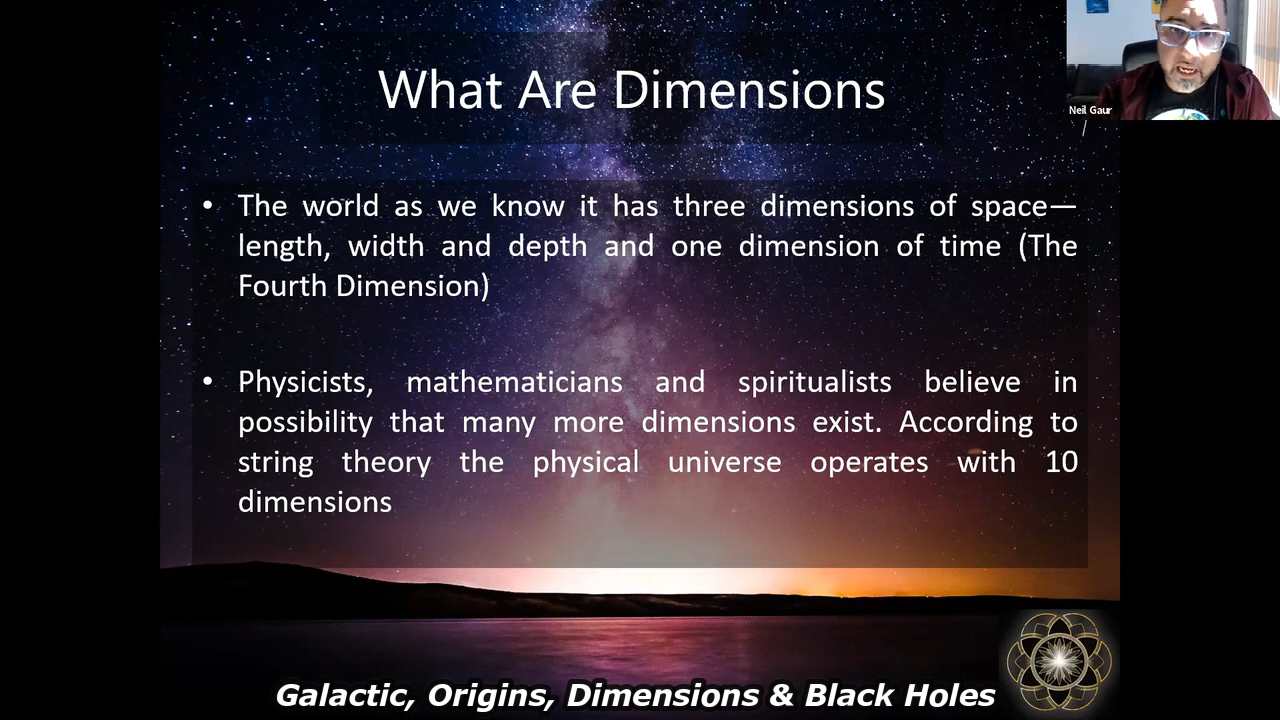 What Are Dimensions
Neil Gaur
• The world as we know it has three dimensions of space—
length, width and depth and one dimension of time (The
Fourth Dimension)
• Physicists, mathematicians and spiritualists believe in
possibility that many more dimensions exist. According to
string theory the physical universe operates with 10
dimensions
Galactic, Origins, Dimensions & Black Holes